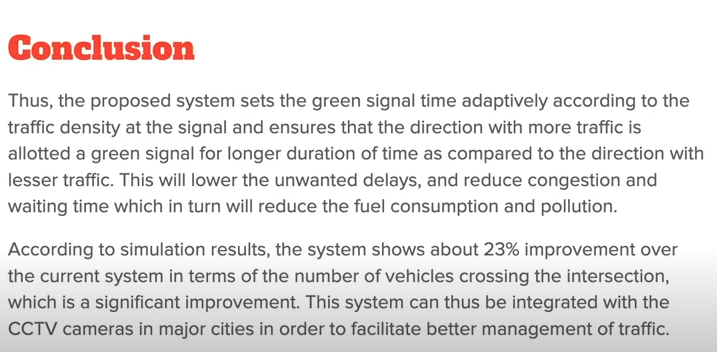 Conclusion
Thus, the proposed system sets the green signal time adaptively according to the
traffic density at the signal and ensures that the direction with more traffic is
allotted a green signal for longer duration of time as compared to the direction with
lesser traffic. This will lower the unwanted delays, and reduce congestion and
waiting time which in turn will reduce the fuel consumption and pollution.
According to simulation results, the system shows about 23% improvement over
the current system in terms of the number of vehicles crossing the intersection,
which is a significant improvement. This system can thus be integrated with the
CCTV cameras in major cities in order to facilitate better management of traffic.